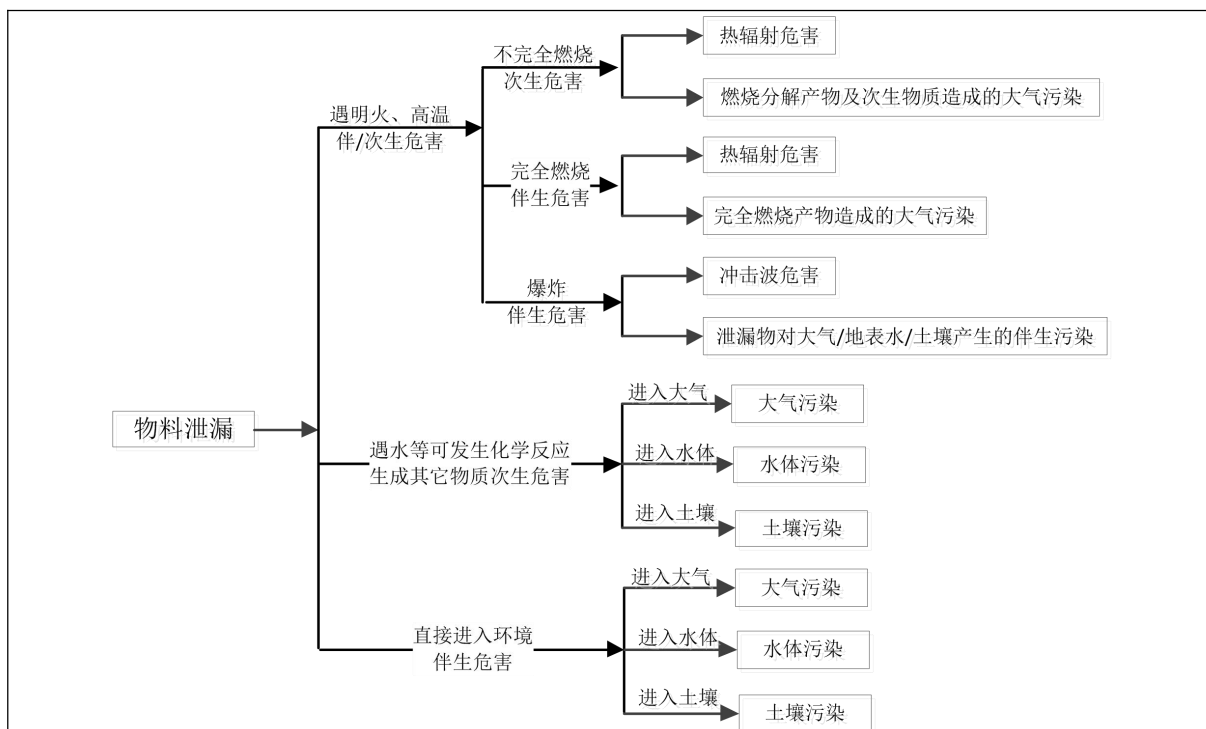 物料泄漏
遇明火、高温
伴/次生危害
不完全燃烧
次生危害
热辐射危害
燃烧分解产物及次生物质造成的大气污染
完全燃烧
伴生危害
热辐射危害
完全燃烧产物造成的大气污染
爆炸
伴生危害
冲击波危害
泄漏物对大气/地表水/土壤产生的伴生污染
遇水等可发生化学反应
生成其它物质次生危害
进入大气
大气污染
进入水体
水体污染
进入土壤
土壤污染
直接进入环境
伴生危害
进入大气
大气污染
进入水体
水体污染
进入土壤
土壤污染